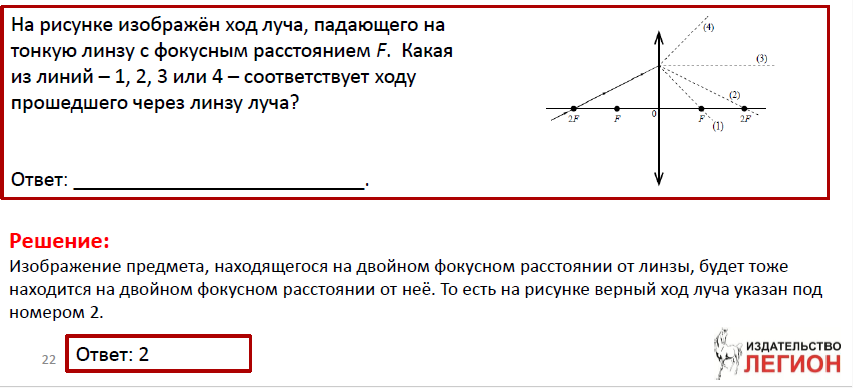 На рисунке изображён ход луча, падающего на
тонкую линзу с фокусным расстоянием F. Какая
из линий – 1, 2, 3 или 4 – соответствует ходу
прошедшего через линзу луча?
(4)
(3)
(2)
2F F 0 F 2F
(1)
Ответ: ___________________________.
Решение:
Изображение предмета, находящегося на двойном фокусном расстоянии от линзы, будет тоже
находится на двойном фокусном расстоянии от неё. То есть на рисунке верный ход луча указан под
номером 2.
22
Ответ: 2
ИЗДАТЕЛЬСТВО
ЛЕГИОН